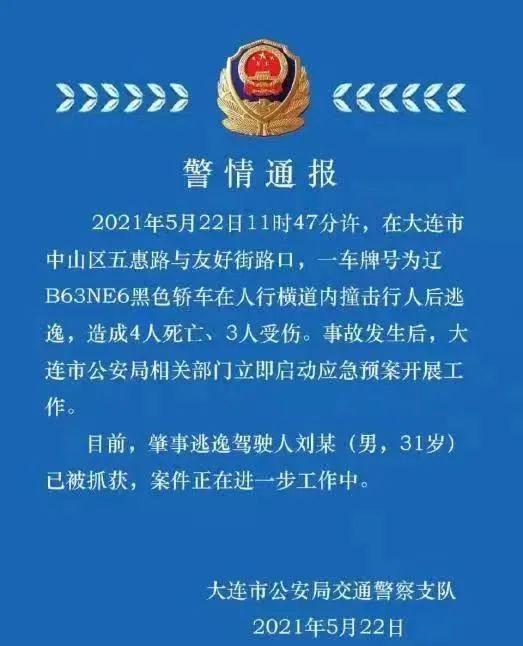 警情通报
2021年5月22日11时47分许，在大连市
中山区五惠路与友好街路口，一车牌号为辽
B63NE6黑色轿车在人行横道内撞击行人后逃
逸，造成4人死亡、3人受伤。事故发生后，大
连市公安局相关部门立即启动应急预案开展工
作。
目前，肇事逃逸驾驶人刘某（男，31岁）
已被抓获，案件正在进一步工作中。
大连市公安局交通警察支队
2021年5月22日